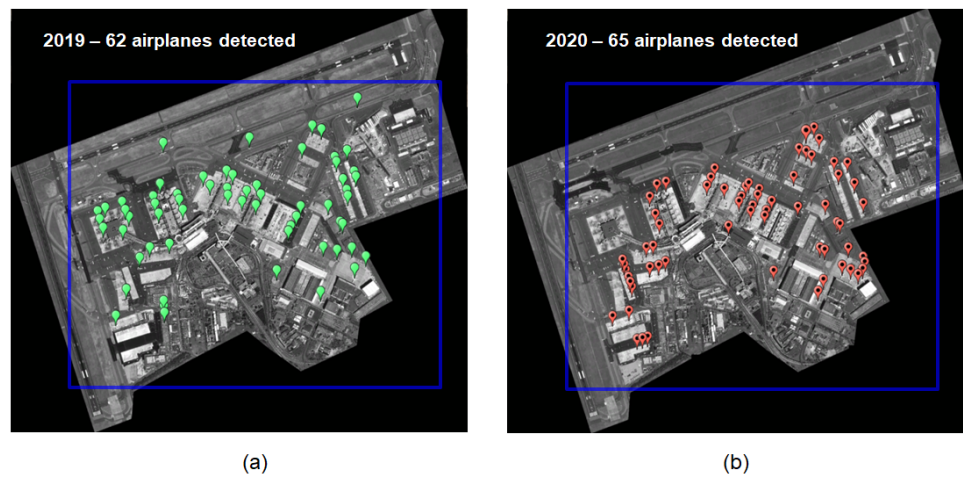 2019 – 62 airplanes detected
2020 – 65 airplanes detected
(a)
(b)